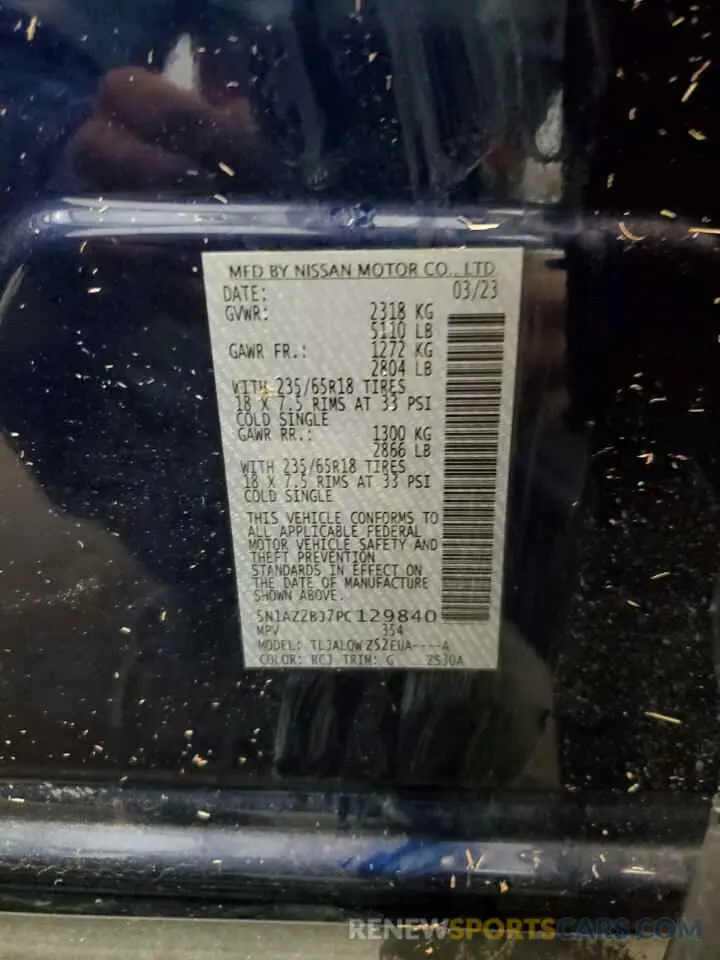 MFD BY NISSAN MOTOR CO., LTD
DATE: 03/23
GVWR: 2318 KG
5110 LB
GAWR FR.: 1272 KG
2804 LB
WITH 235/65R18 TIRES
18 X 7.5 RIMS AT 33 PSI
COLD SINGLE
GAWR RR.: 1300 KG
2866 LB
WITH 235/65R18 TIRES
18 X 7.5 RIMS AT 33 PSI
COLD SINGLE
THIS VEHICLE CONFORMS TO
ALL APPLICABLE FEDERAL
MOTOR VEHICLE SAFETY AND
THEFT PREVENTION
STANDARDS IN EFFECT ON
THE DATE OF MANUFACTURE
SHOWN ABOVE.
5N1AZ2BJ7PC129840
MPV 354
MODEL: TLJALQWZ52EUA----A
COLOR: RCJ TRIM: G Z5J0A
RENEWSPORTSCARS.COM